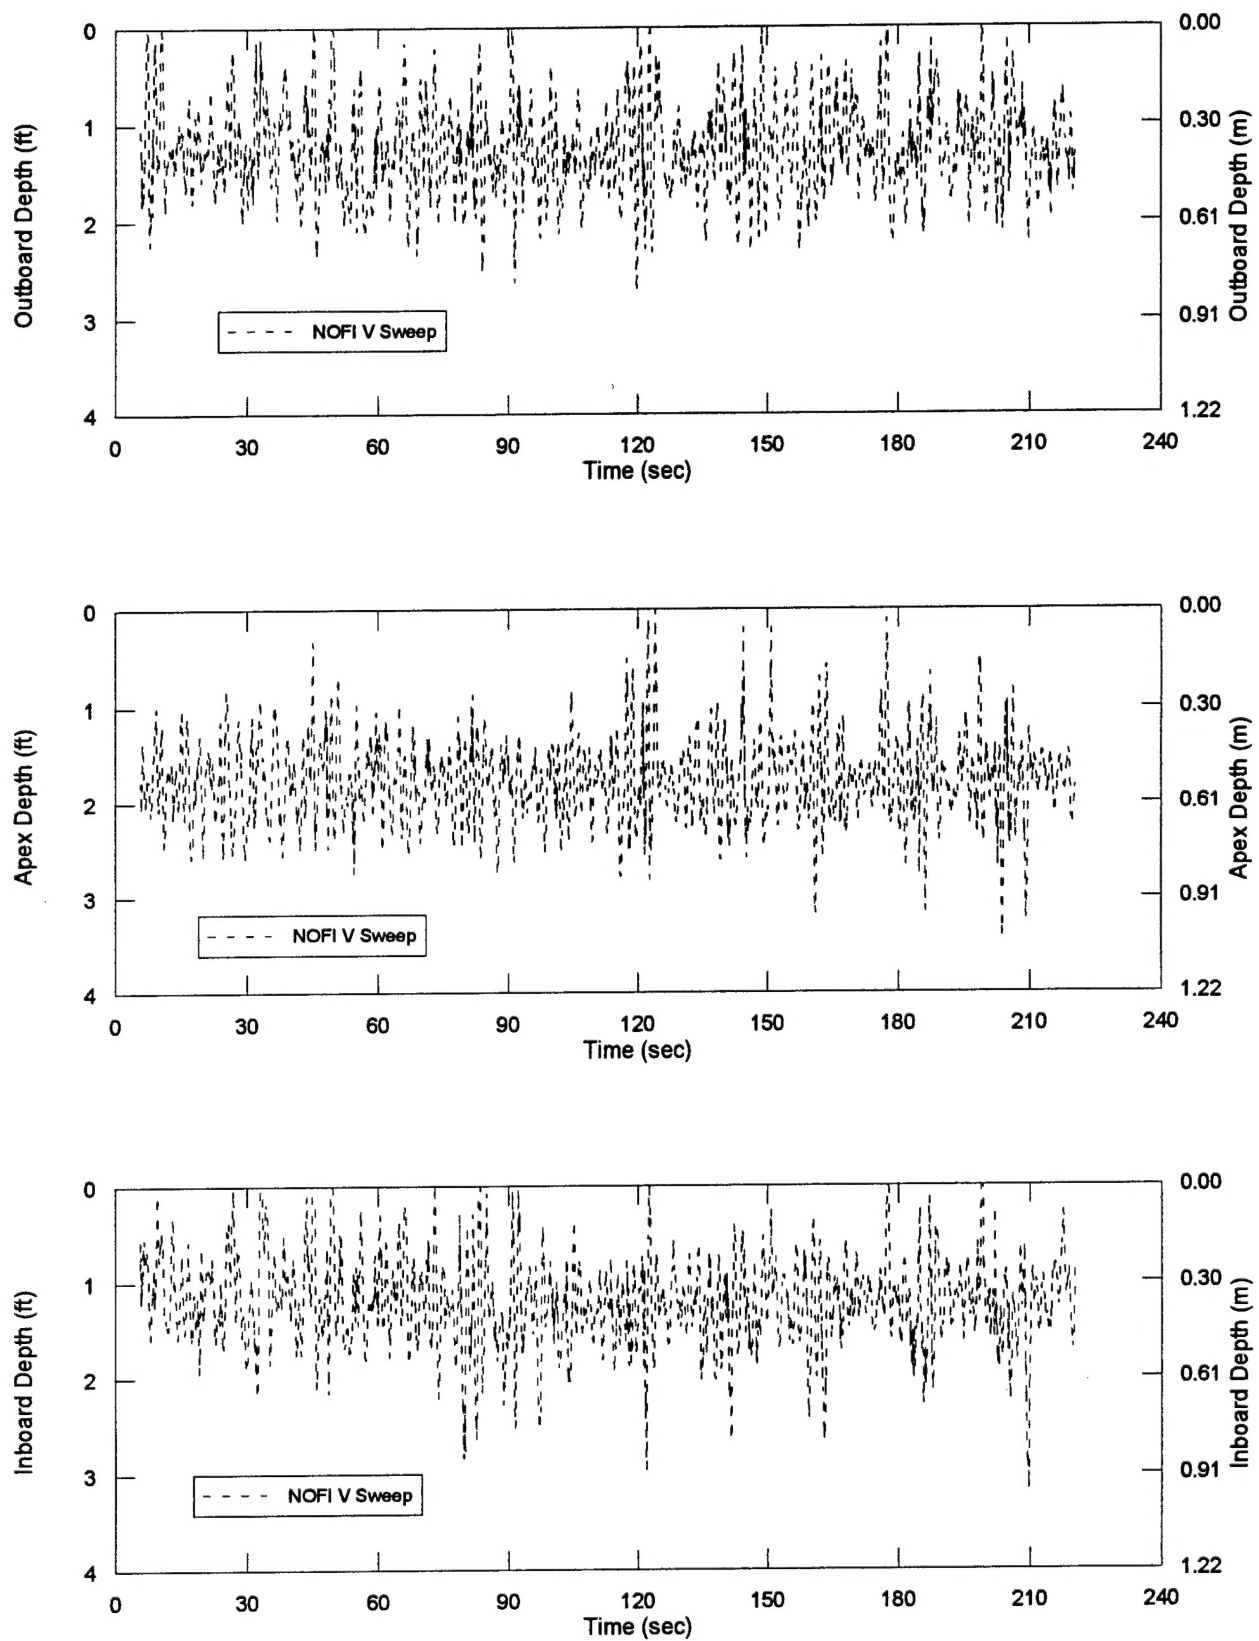 0
1
2
3
4
Outboard Depth (ft)
0.00
0.30
0.61
0.91
1.22
Outboard Depth (m)
NOFI V Sweep
0 30 60 90 120 150 180 210 240
Time (sec)
0
1
2
3
4
Apex Depth (ft)
0.00
0.30
0.61
0.91
1.22
Apex Depth (m)
NOFI V Sweep
0 30 60 90 120 150 180 210 240
Time (sec)
0
1
2
3
4
Inboard Depth (ft)
0.00
0.30
0.61
0.91
1.22
Inboard Depth (m)
NOFI V Sweep
0 30 60 90 120 150 180 210 240
Time (sec)